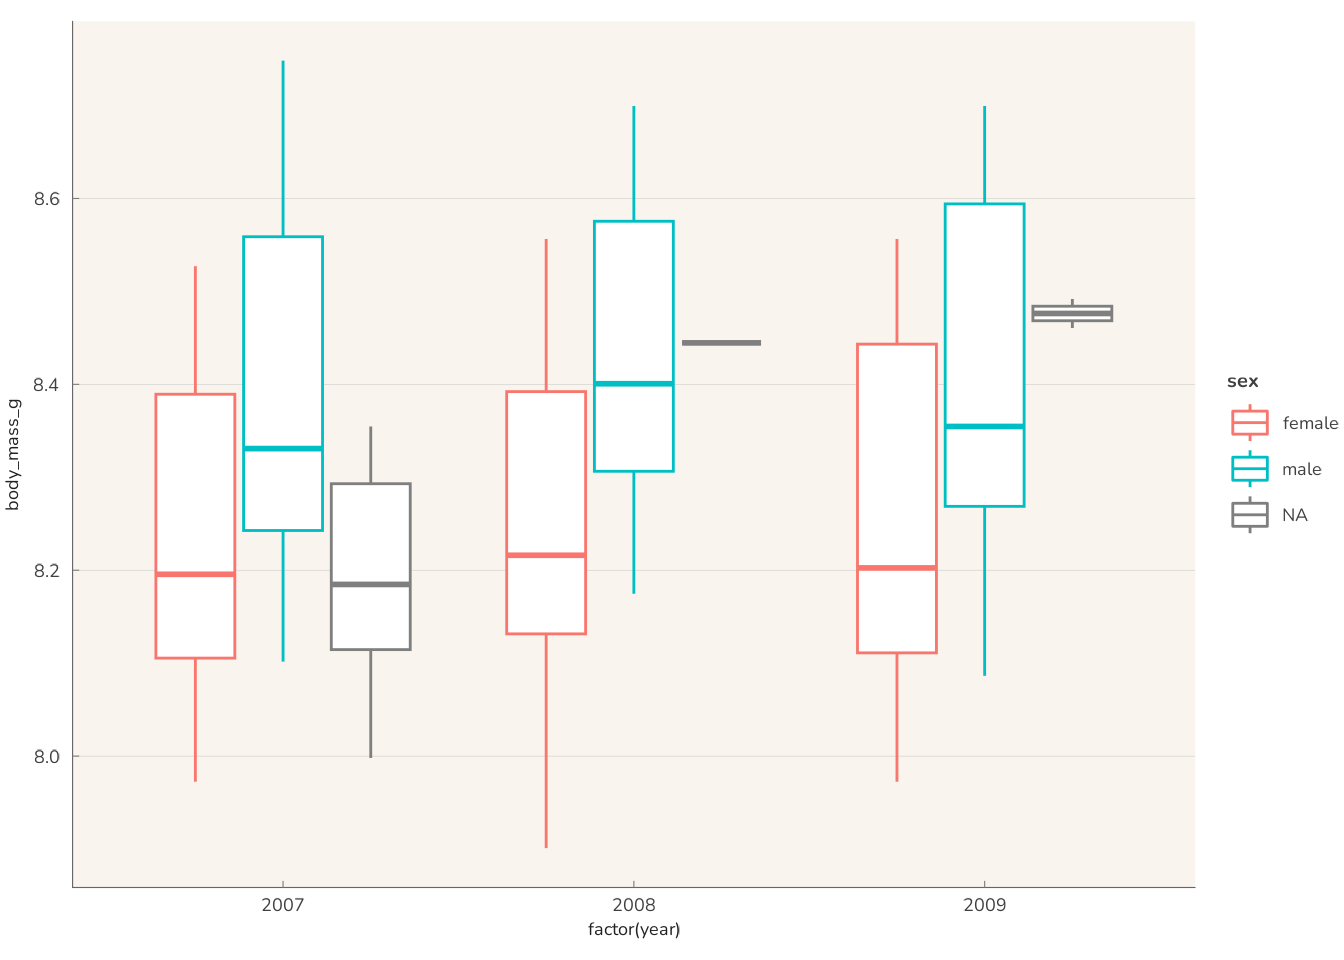 body_mass_g
8.6
8.4
8.2
8.0
2007
2008
2009
factor(year)
sex
female
male
NA